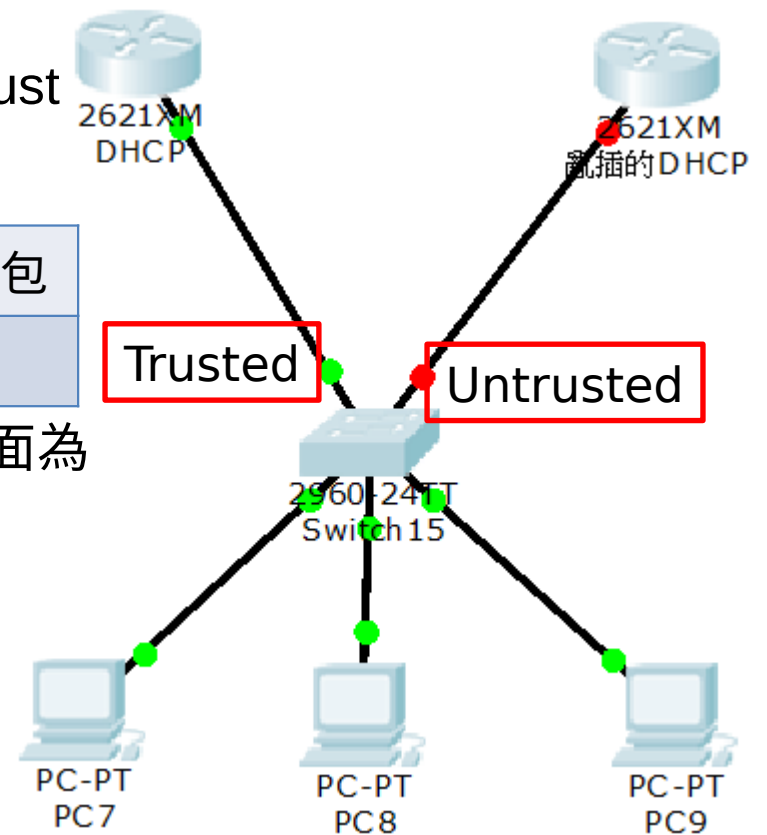 ust
2621XM
DHCP
2621XM
亂插的DHCP
包
Trusted
Untrusted
面為
2960-24TT
Switch15
PC-PT
PC7
PC-PT
PC8
PC-PT
PC9